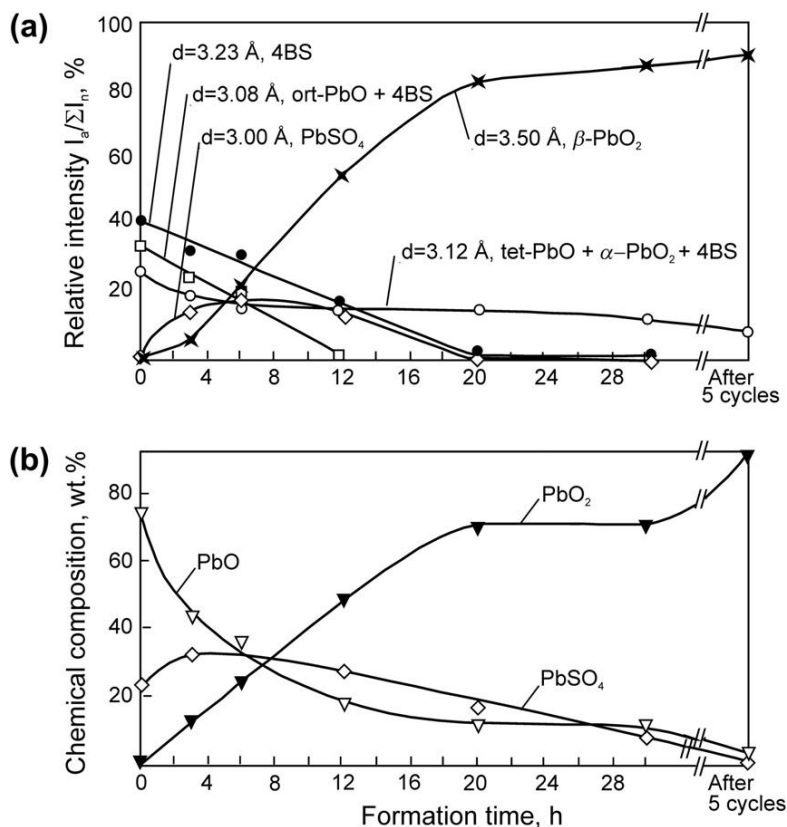 (a)
100
80
60
40
20
0
Relative intensity Iₐ/ΣIₙ, %
d=3.23 Å, 4BS
d=3.08 Å, ort-PbO + 4BS
d=3.00 Å, PbSO₄
d=3.50 Å, β-PbO₂
d=3.12 Å, tet-PbO + α–PbO₂ + 4BS
0 4 8 12 16 20 24 28 After
5 cycles
(b)
80
60
40
20
Chemical composition, wt.%
PbO₂
PbO
PbSO₄
0 4 8 12 16 20 24 28 After
5 cycles
Formation time, h